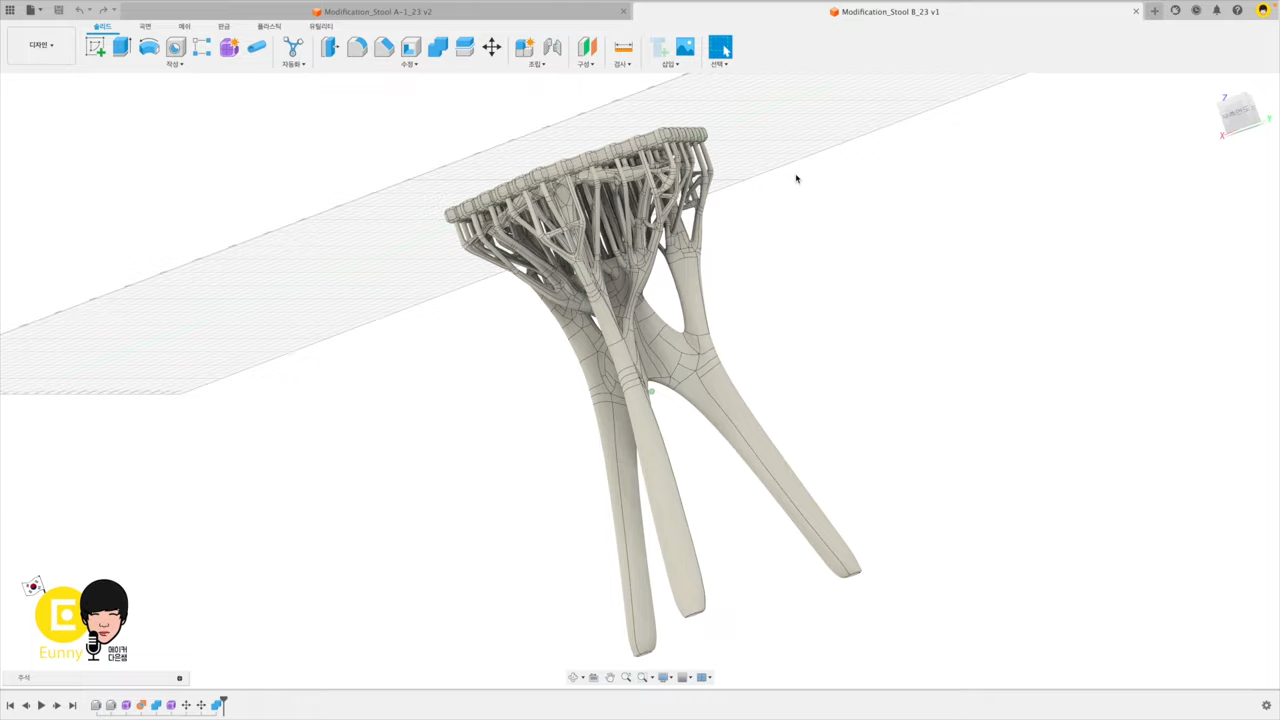 Modification_Stool A-1_23 v2
Modification_Stool B_23 v1
솔리드 곡면 메쉬 판금 플라스틱 유틸리티
디자인
작성 자동화 수정 조립 구성 검사 삽입 선택
Z
X
Y
Eunny
메이커
다은쌤
주석